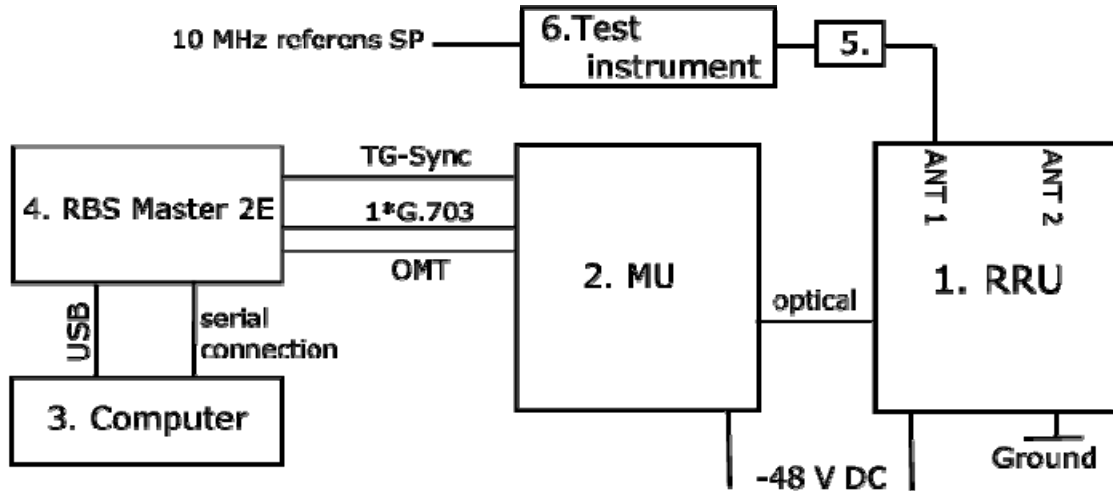 10 MHz referens SP
6.Test
instrument
5.
TG-Sync
4. RBS Master 2E
1*G.703
OMT
2. MU
ANT 1
ANT 2
1. RRU
optical
USB
serial
connection
3. Computer
Ground
-48 V DC